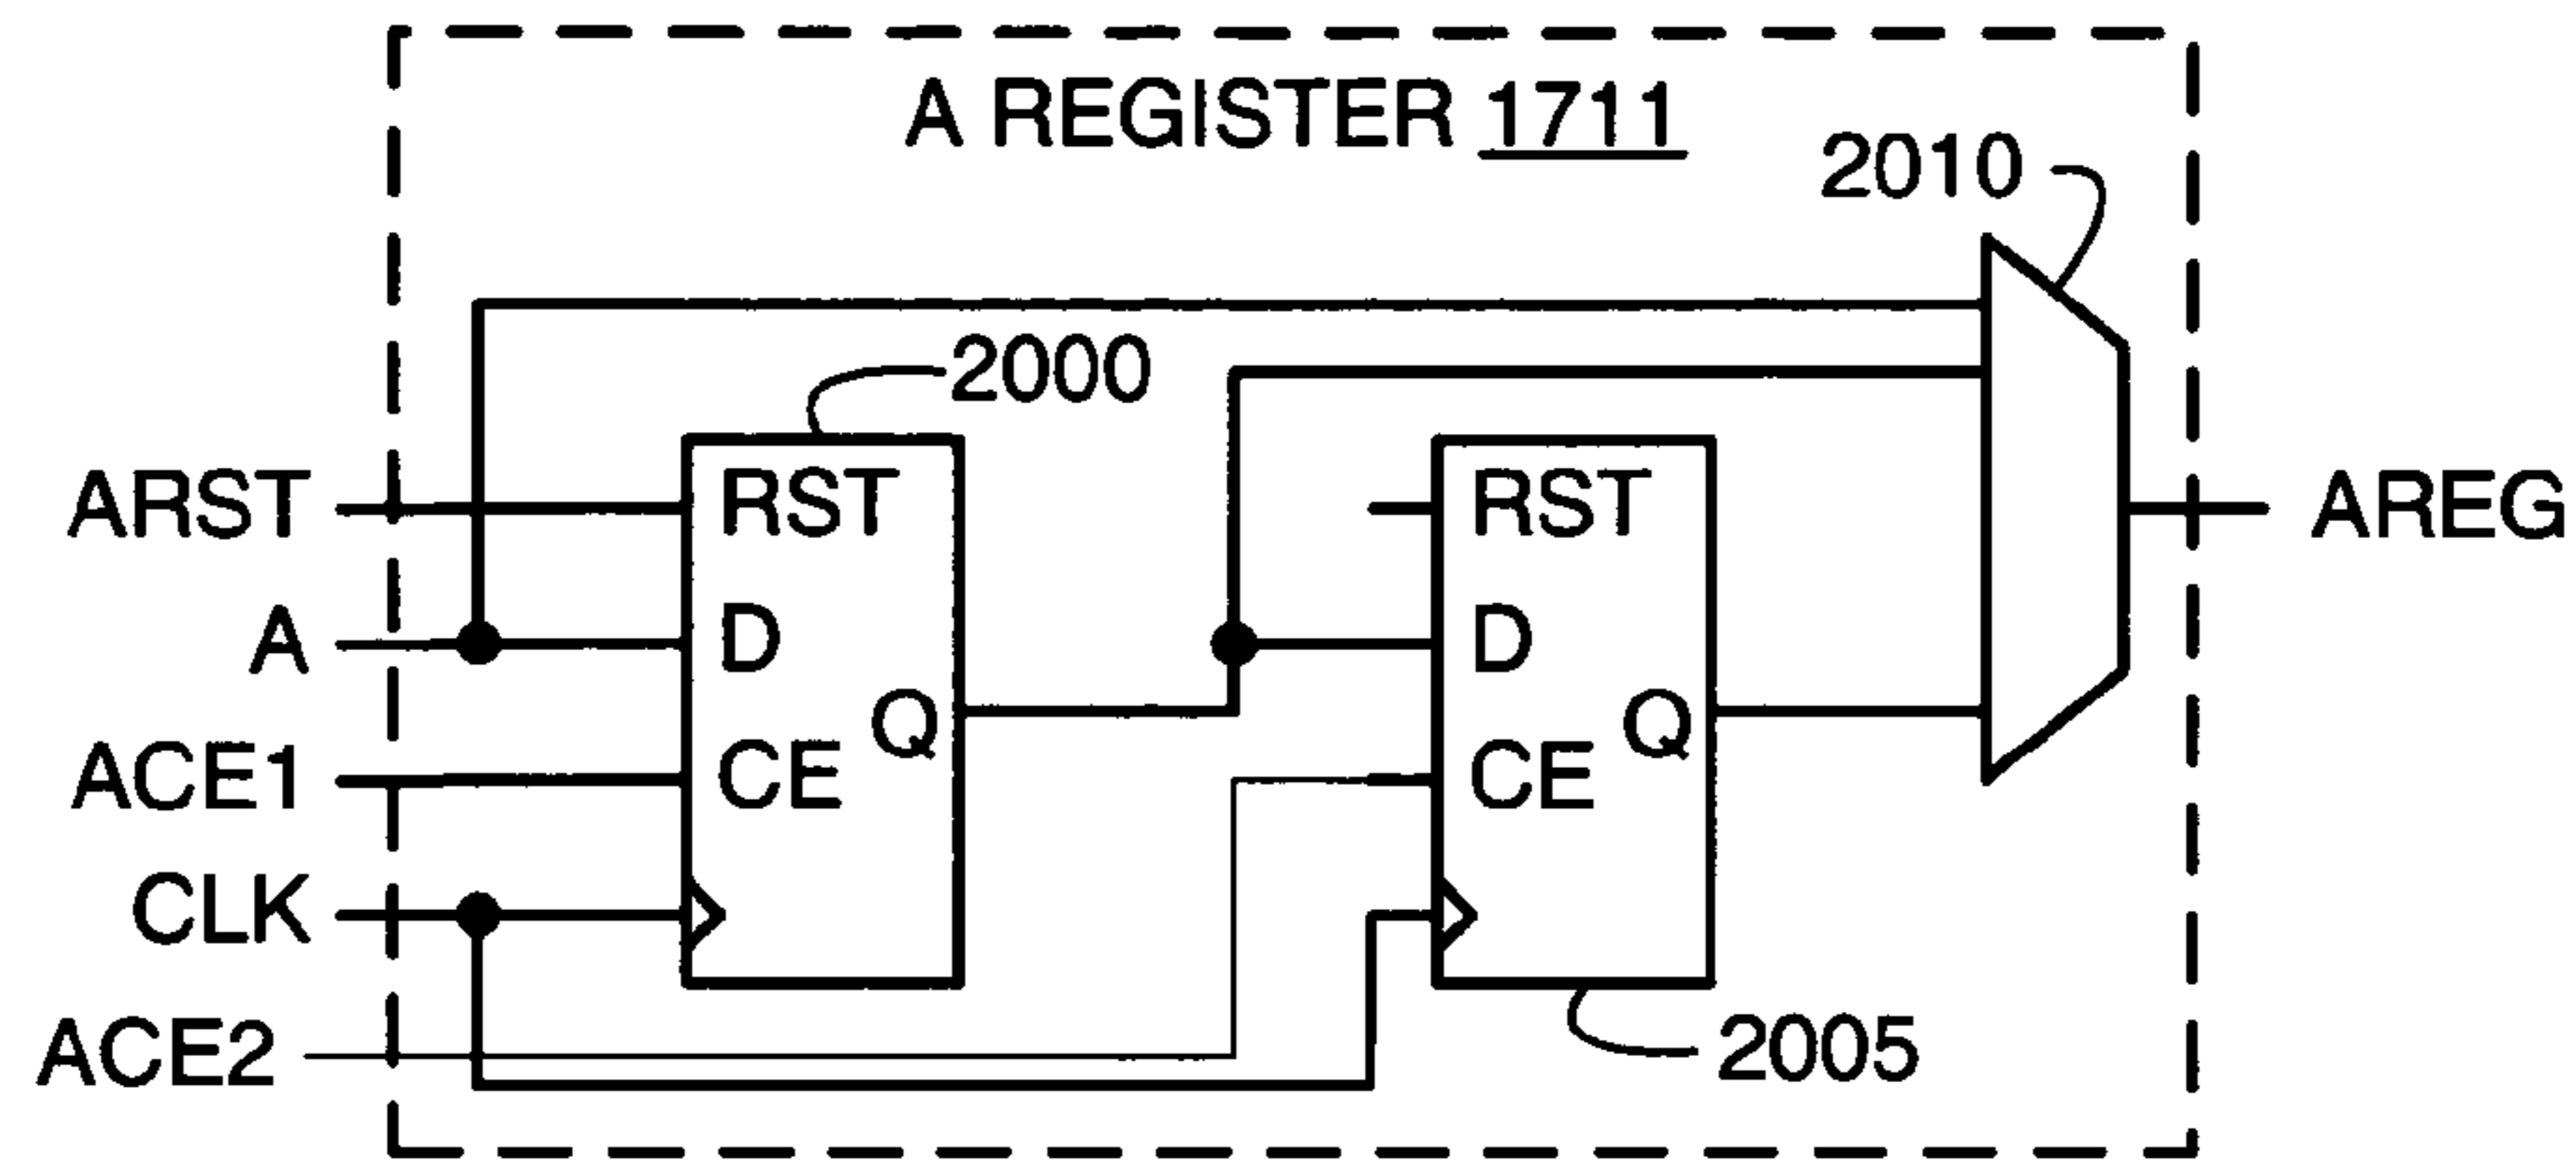 A REGISTER 1711
2010
2000
ARST
RST
RST
AREG
A
D
D
Q
Q
ACE1
CE
CE
CLK
ACE2
2005